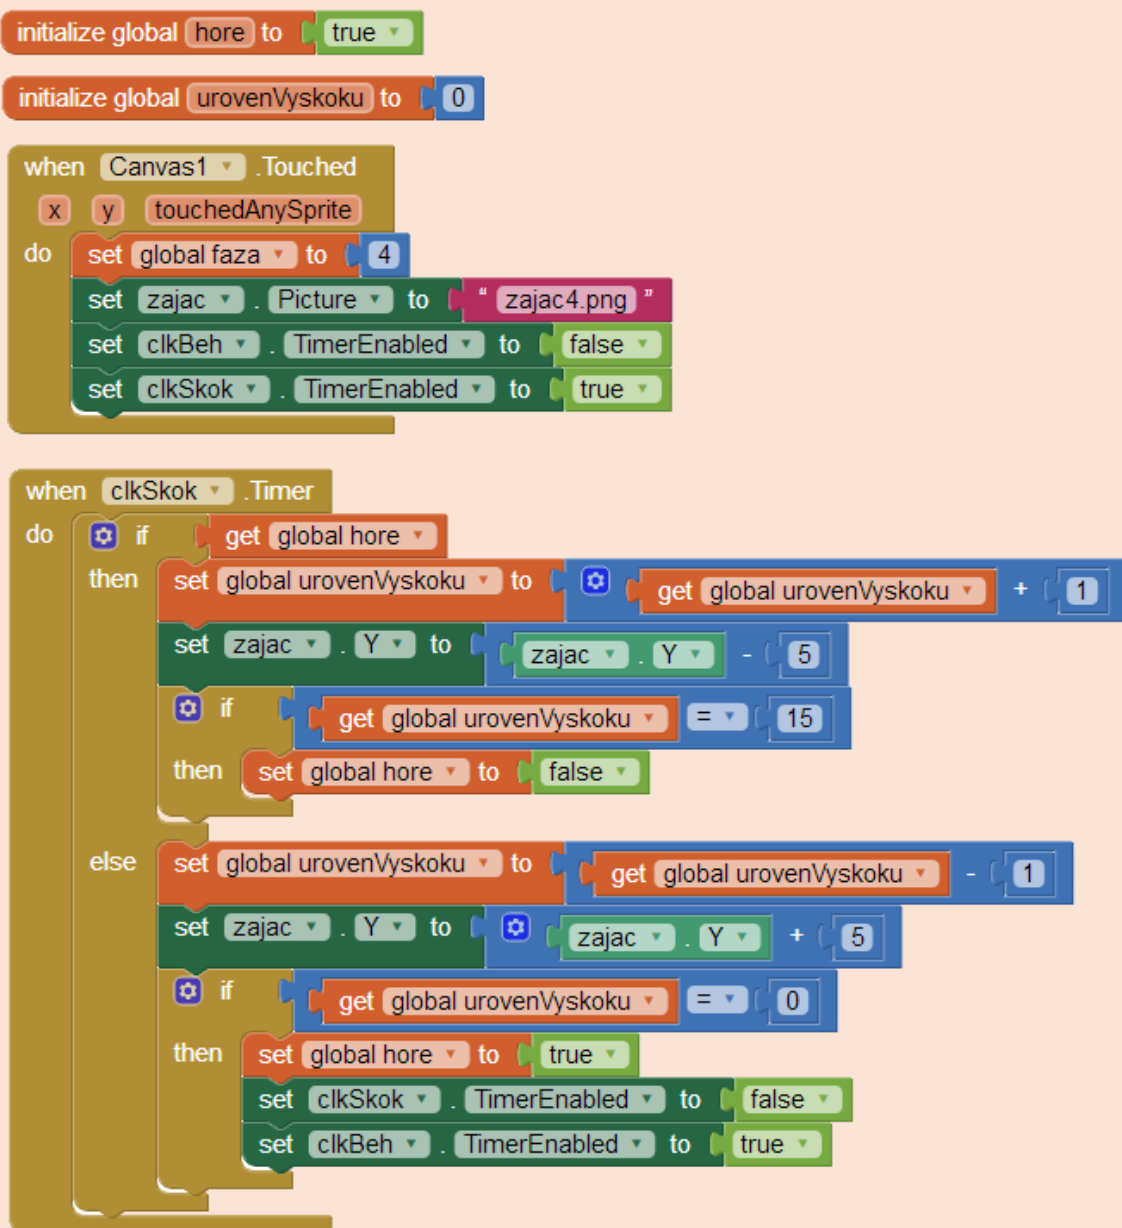 initialize global hore to true
initialize global urovenVyskoku to 0
when Canvas1 .Touched
x y touchedAnySprite
do set global faza to 4
set zajac . Picture to " zajac4.png "
set clkBeh . TimerEnabled to false
set clkSkok . TimerEnabled to true
when clkSkok .Timer
do if get global hore
then set global urovenVyskoku to get global urovenVyskoku + 1
set zajac . Y to zajac . Y - 5
if get global urovenVyskoku = 15
then set global hore to false
else set global urovenVyskoku to get global urovenVyskoku - 1
set zajac . Y to zajac . Y + 5
if get global urovenVyskoku = 0
then set global hore to true
set clkSkok . TimerEnabled to false
set clkBeh . TimerEnabled to true